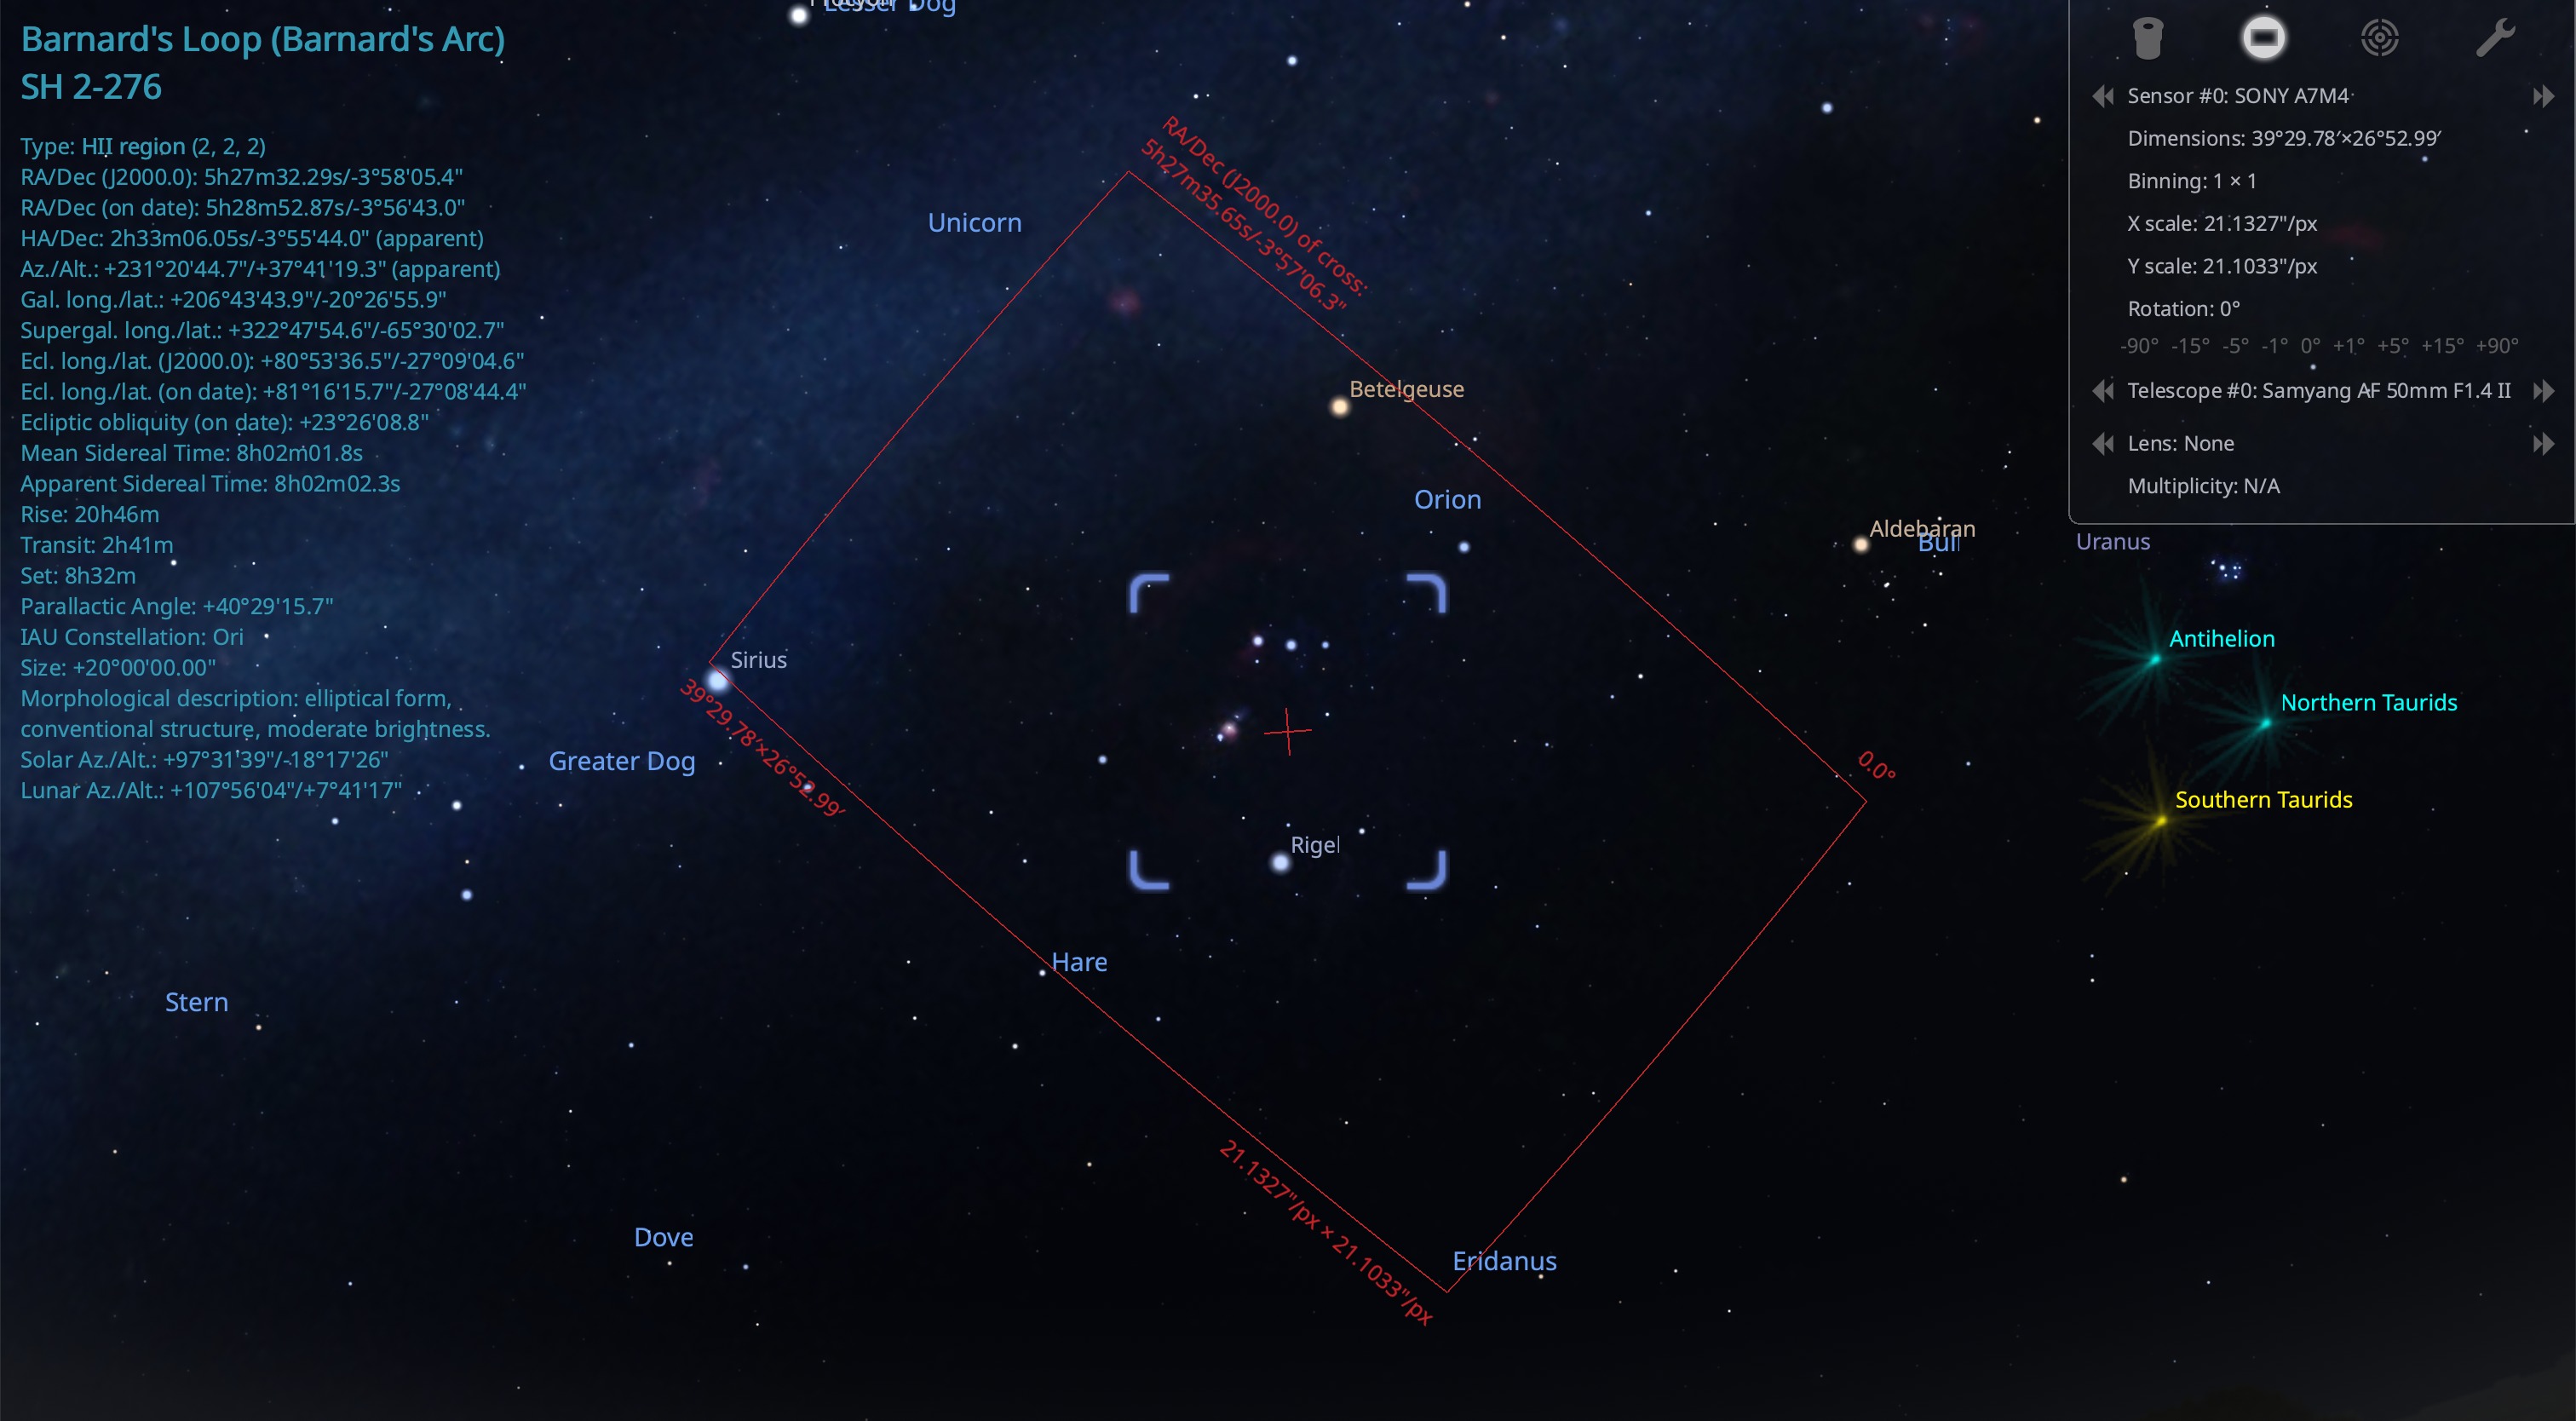 Barnard's Loop (Barnard's Arc)
SH 2-276
Type: HII region (2, 2, 2)
RA/Dec (J2000.0): 5h27m32.29s/-3°58'05.4"
RA/Dec (on date): 5h28m52.87s/-3°56'43.0"
HA/Dec: 2h33m06.05s/-3°55'44.0" (apparent)
Az./Alt.: +231°20'44.7"/+37°41'19.3" (apparent)
Gal. long./lat.: +206°43'43.9"/-20°26'55.9"
Supergal. long./lat.: +322°47'54.6"/-65°30'02.7"
Ecl. long./lat. (J2000.0): +80°53'36.5"/-27°09'04.6"
Ecl. long./lat. (on date): +81°16'15.7"/-27°08'44.4"
Ecliptic obliquity (on date): +23°26'08.8"
Mean Sidereal Time: 8h02m01.8s
Apparent Sidereal Time: 8h02m02.3s
Rise: 20h46m
Transit: 2h41m
Set: 8h32m
Parallactic Angle: +40°29'15.7"
IAU Constellation: Ori
Size: +20°00'00.00"
Morphological description: elliptical form,
conventional structure, moderate brightness.
Solar Az./Alt.: +97°31'39"/-18°17'26"
Lunar Az./Alt.: +107°56'04"/+7°41'17"
Procyon
Lesser Dog
Unicorn
RA/Dec (J2000.0) of cross:
5h27m35.65s/-3°57'06.3"
Betelgeuse
Orion
Aldebaran
Bull
Sirius
39°29.78'×26°52.99'
Greater Dog
0.0°
Rigel
Hare
Stern
21.1327"/px × 21.1033"/px
Dove
Eridanus
Sensor #0: SONY A7M4
Dimensions: 39°29.78'×26°52.99'
Binning: 1 × 1
X scale: 21.1327"/px
Y scale: 21.1033"/px
Rotation: 0°
-90° -15° -5° -1° 0° +1° +5° +15° +90°
Telescope #0: Samyang AF 50mm F1.4 II
Lens: None
Multiplicity: N/A
Uranus
Antihelion
Northern Taurids
Southern Taurids